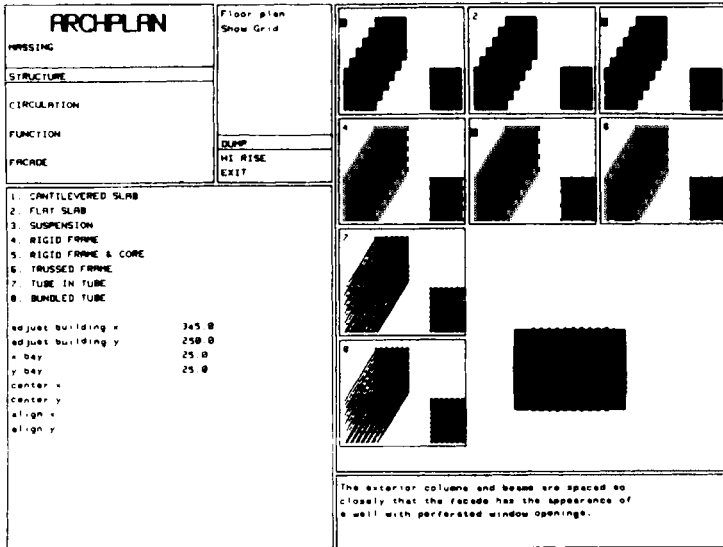 ARCHPLAN
MASSING
STRUCTURE
CIRCULATION
FUNCTION
FACADE
Floor plan
Show Grid
DUMP
HI RISE
EXIT
1. CANTILEVERED SLAB
2. FLAT SLAB
3. SUSPENSION
4. RIGID FRAME
5. RIGID FRAME & CORE
6. TRUSSED FRAME
7. TUBE IN TUBE
8. BUNDLED TUBE
adjust building x 345.0
adjust building y 250.0
x bay 25.0
y bay 25.0
center x
center y
align x
align y
2
4
6
7
8
The exterior columns and beams are spaced so
closely that the facade has the appearance of
a wall with perforated window openings.